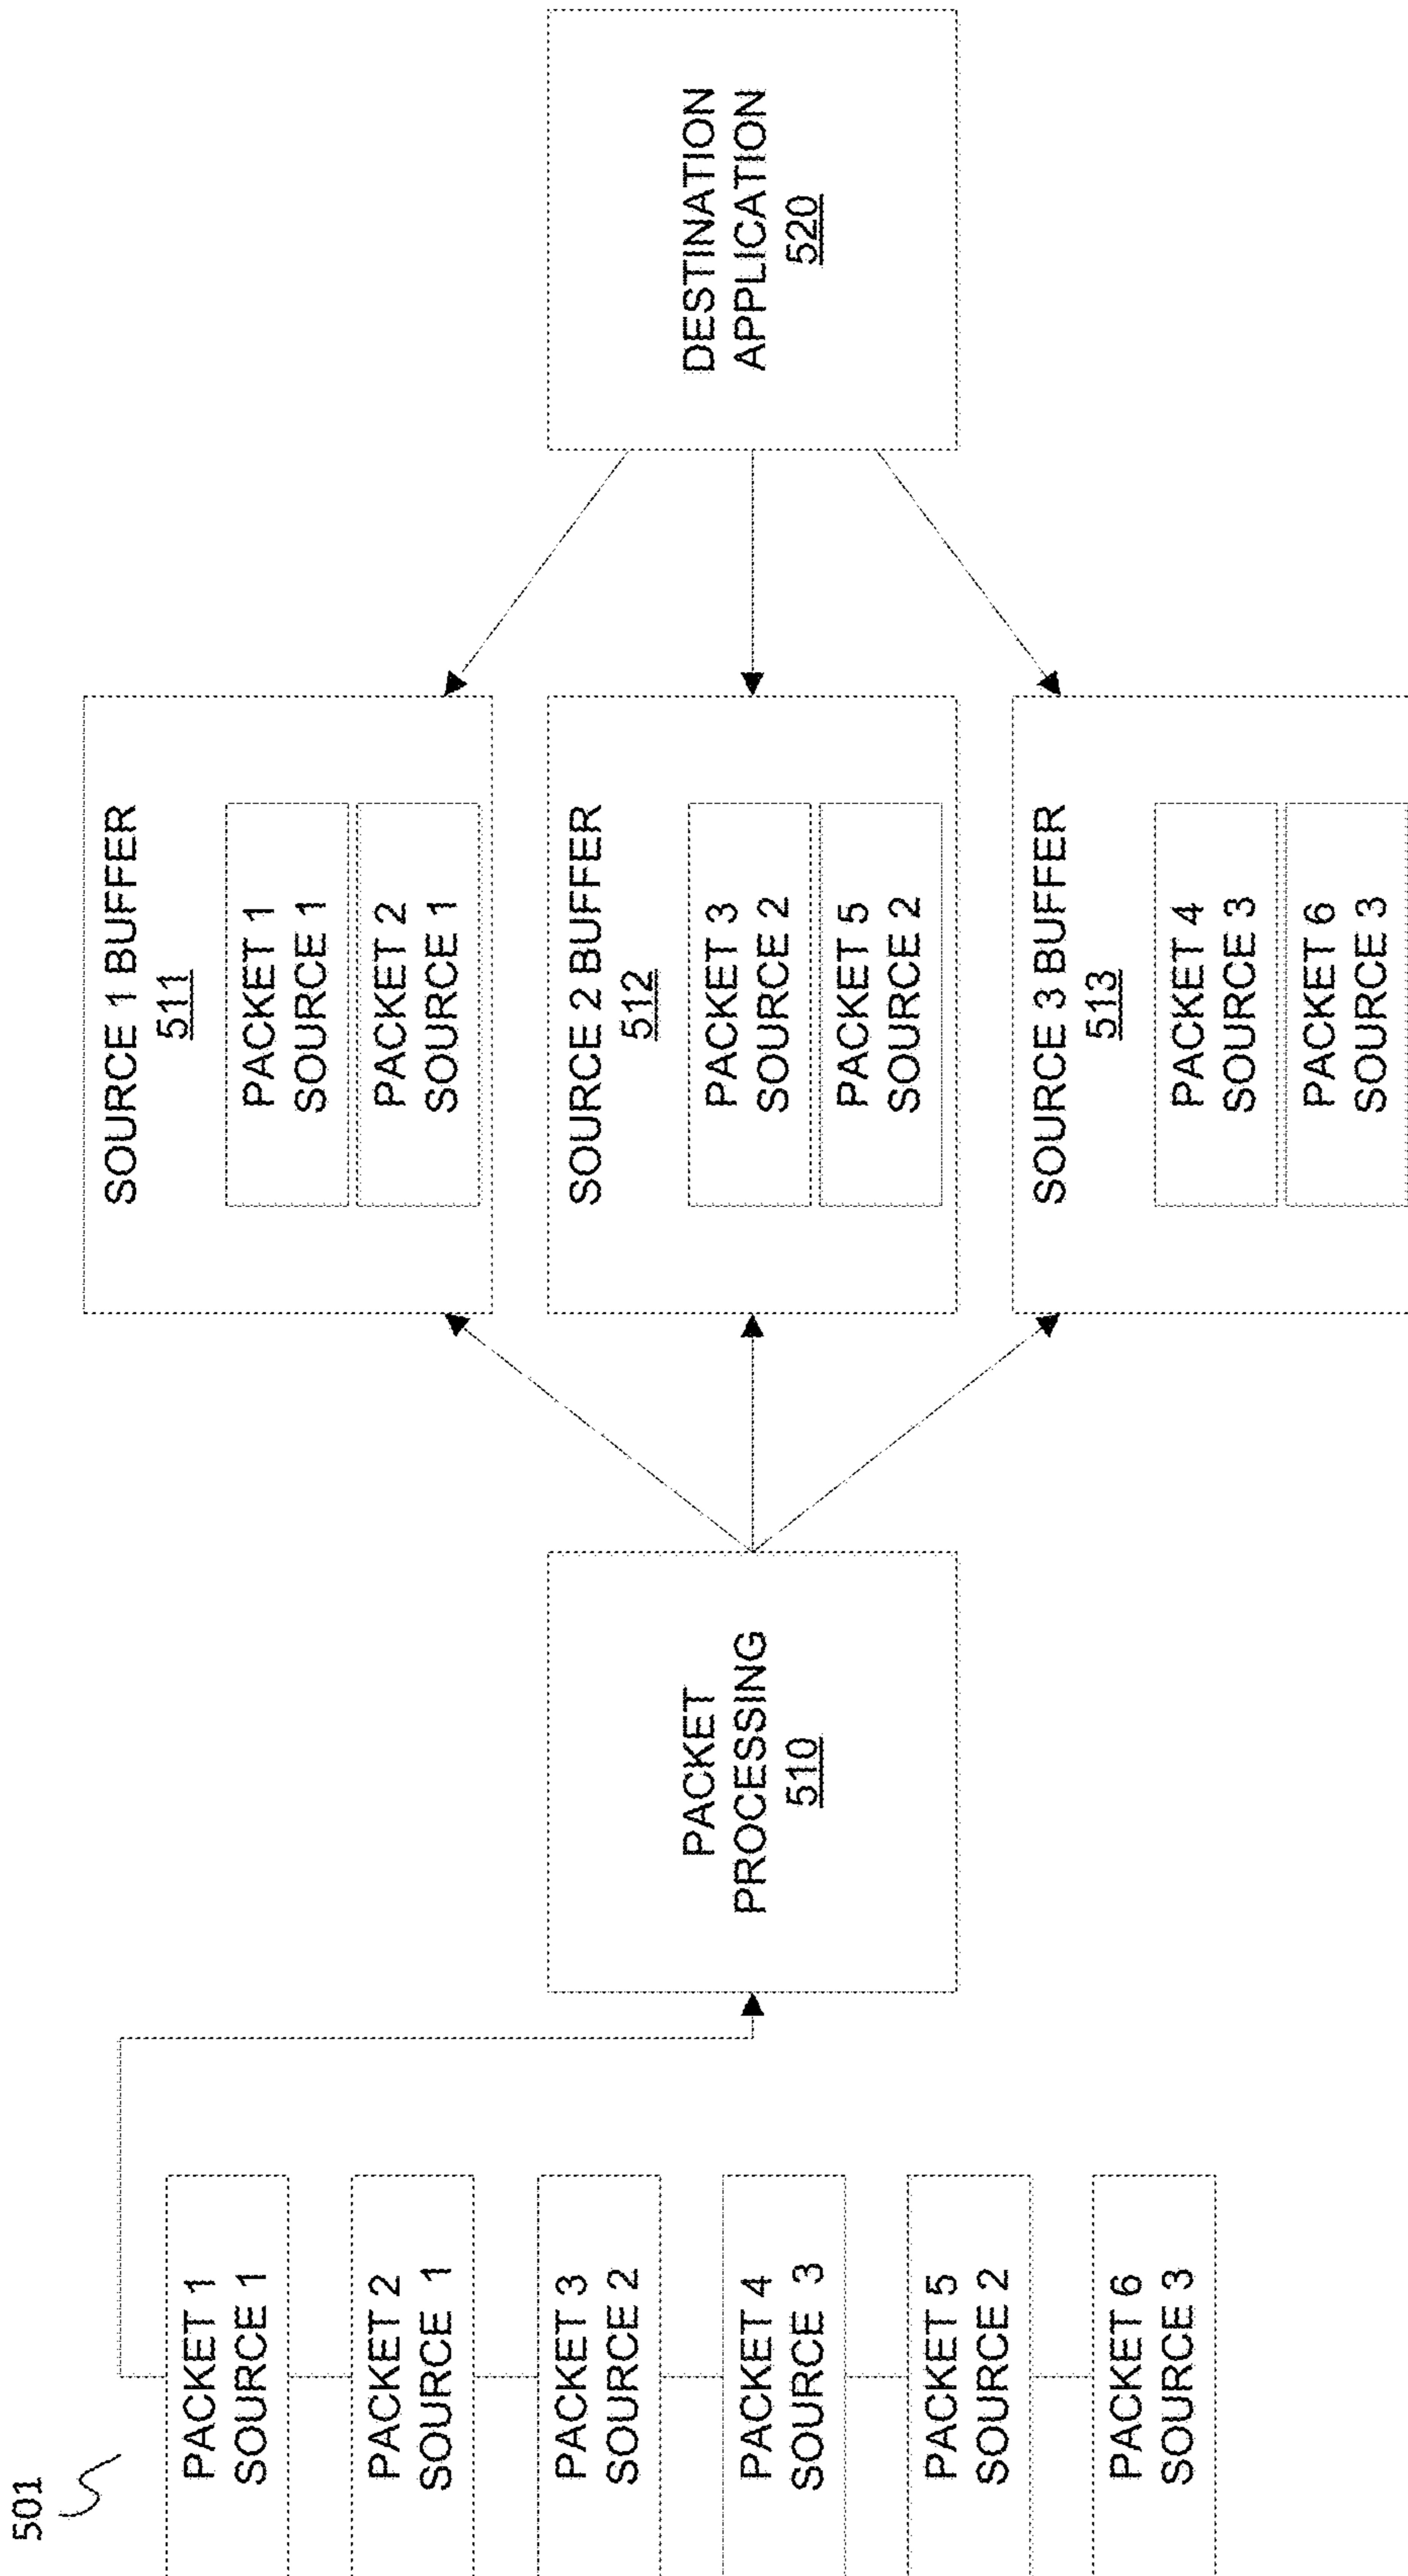 501
PACKET 1
SOURCE 1
PACKET 2
SOURCE 1
PACKET 3
SOURCE 2
PACKET 4
SOURCE 3
PACKET 5
SOURCE 2
PACKET 6
SOURCE 3
PACKET
PROCESSING
510
SOURCE 1 BUFFER
511
PACKET 1
SOURCE 1
PACKET 2
SOURCE 1
SOURCE 2 BUFFER
512
PACKET 3
SOURCE 2
PACKET 5
SOURCE 2
SOURCE 3 BUFFER
513
PACKET 4
SOURCE 3
PACKET 6
SOURCE 3
DESTINATION
APPLICATION
520